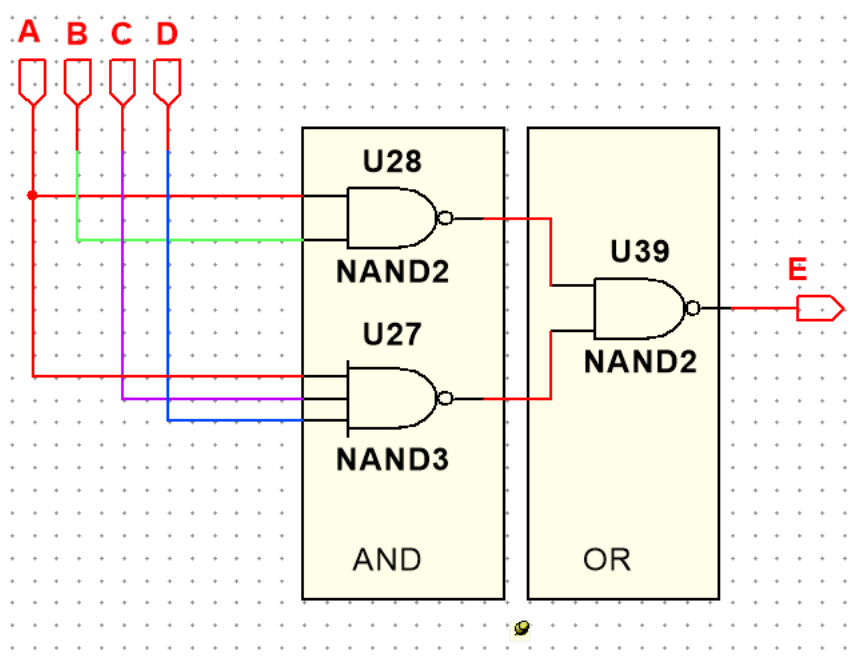 A B C D
U28
NAND2
U39
E
U27
NAND2
NAND3
AND
OR